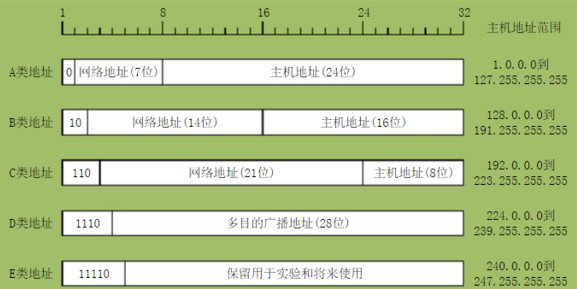 1 8 16 24 32 主机地址范围
A类地址 0 网络地址(7位) 主机地址(24位) 1.0.0.0到
127.255.255.255
B类地址 10 网络地址(14位) 主机地址(16位) 128.0.0.0到
191.255.255.255
C类地址 110 网络地址(21位) 主机地址(8位) 192.0.0.0到
223.255.255.255
D类地址 1110 多目的广播地址(28位) 224.0.0.0到
239.255.255.255
E类地址 11110 保留用于实验和将来使用 240.0.0.0到
247.255.255.255